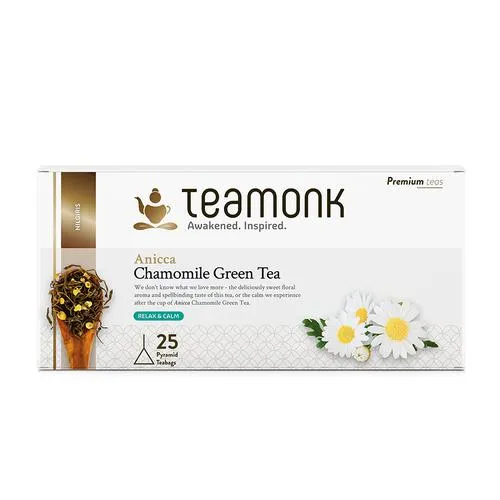 Premium teas
NILGIRIS
Teamonk
Awakened. Inspired.
Anicca
Chamomile Green Tea
We don't know what we love more - the deliciously sweet floral
aroma and spellbinding taste of this tea, or the calm we experience
after the cup of Anicca Chamomile Green Tea.
RELAX & CALM
25
Pyramid
Teabags